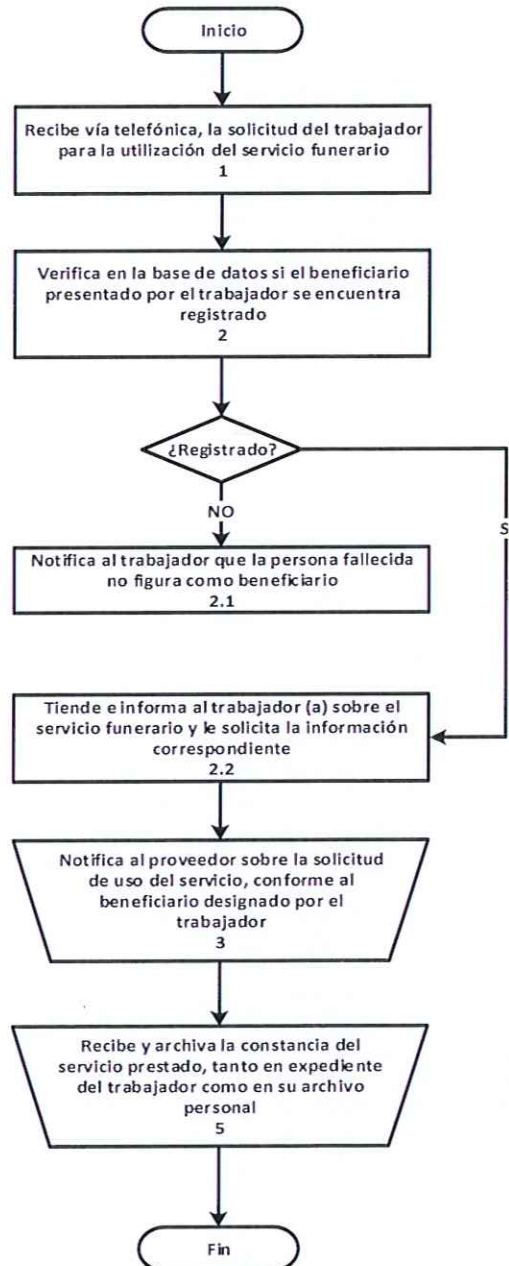 Inicio
Recibe vía telefónica, la solicitud del trabajador
para la utilización del servicio funerario
1
Verifica en la base de datos si el beneficiario
presentado por el trabajador se encuentra
registrado
2
¿Registrado?
NO
S
Notifica al trabajador que la persona fallecida
no figura como beneficiario
2.1
Tiende e informa al trabajador (a) sobre el
servicio funerario y le solicita la información
correspondiente
2.2
Notifica al proveedor sobre la solicitud
de uso del servicio, conforme al
beneficiario designado por el
trabajador
3
Recibe y archiva la constancia del
servicio prestado, tanto en expediente
del trabajador como en su archivo
personal
5
Fin